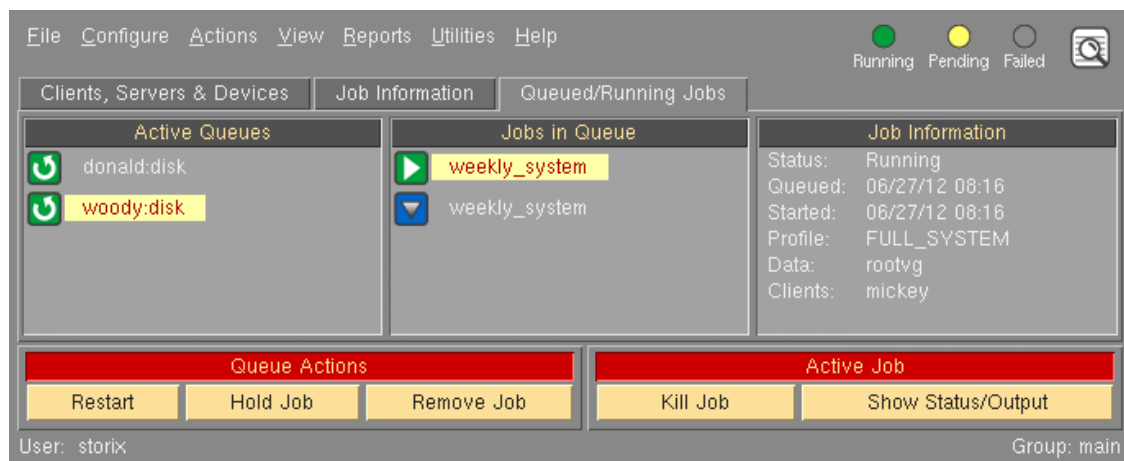 File Configure Actions View Reports Utilities Help
Running Pending Failed
Clients, Servers & Devices Job Information Queued/Running Jobs
Active Queues
donald:disk
woody:disk
Jobs in Queue
weekly_system
weekly_system
Job Information
Status: Running
Queued: 06/27/12 08:16
Started: 06/27/12 08:16
Profile: FULL_SYSTEM
Data: rootvg
Clients: mickey
Queue Actions
Restart Hold Job Remove Job
Active Job
Kill Job Show Status/Output
User: storix
Group: main